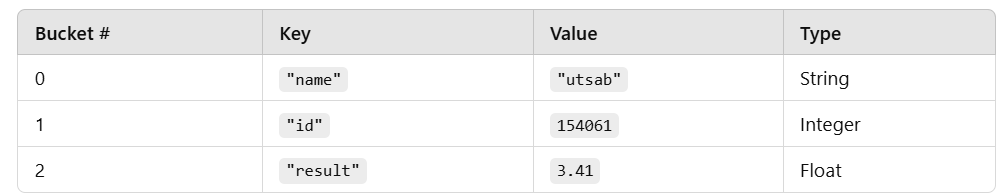 Bucket # Key Value Type
0 "name" "utsab" String
1 "id" 154061 Integer
2 "result" 3.41 Float